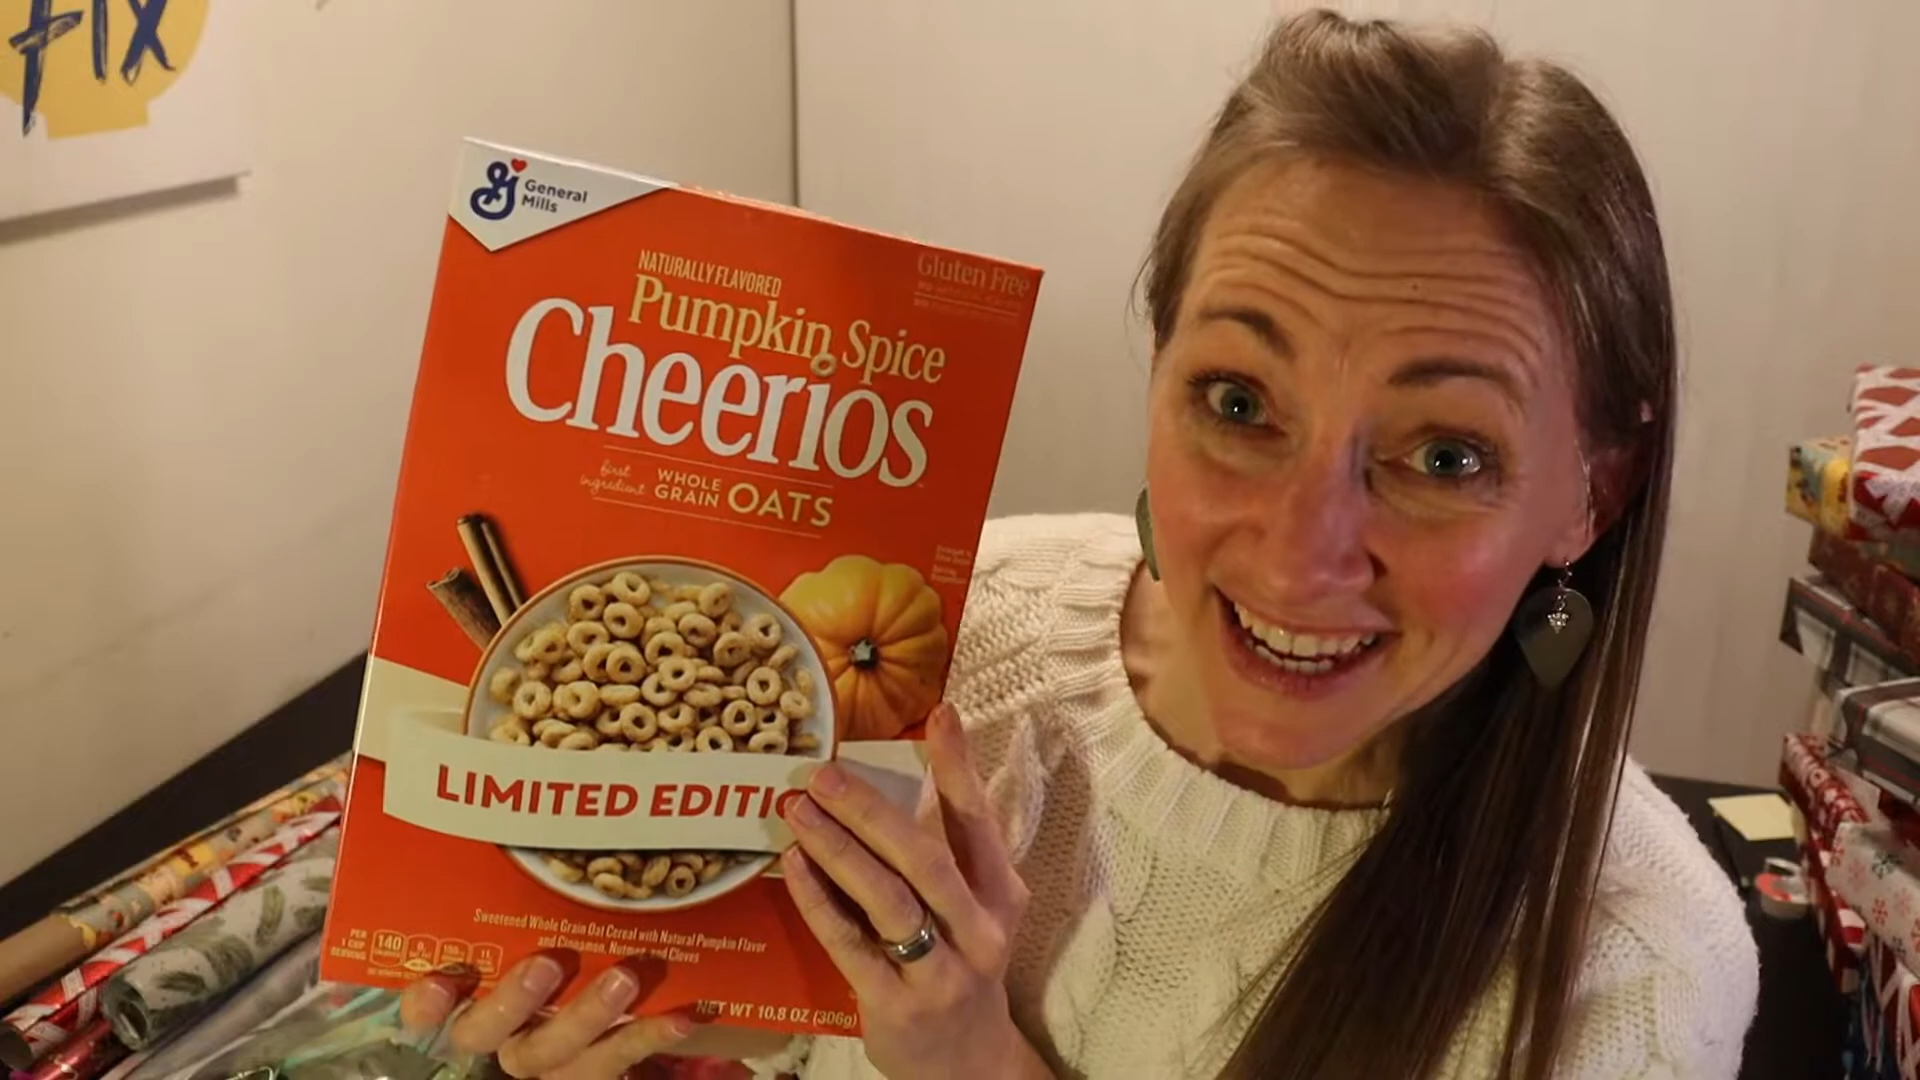 FIX
General
Mills
NATURALLY FLAVORED
Pumpkin Spice
Cheerios
Gluten Free
first
ingredient
WHOLE
GRAIN
OATS
LIMITED EDITIO
Sweetened Whole Grain Oat Cereal with Natural Pumpkin Flavor
and Cinnamon, Nutmeg, and Cloves
PER
1 CUP
SERVING
140
NET WT 10.8 OZ (306g)